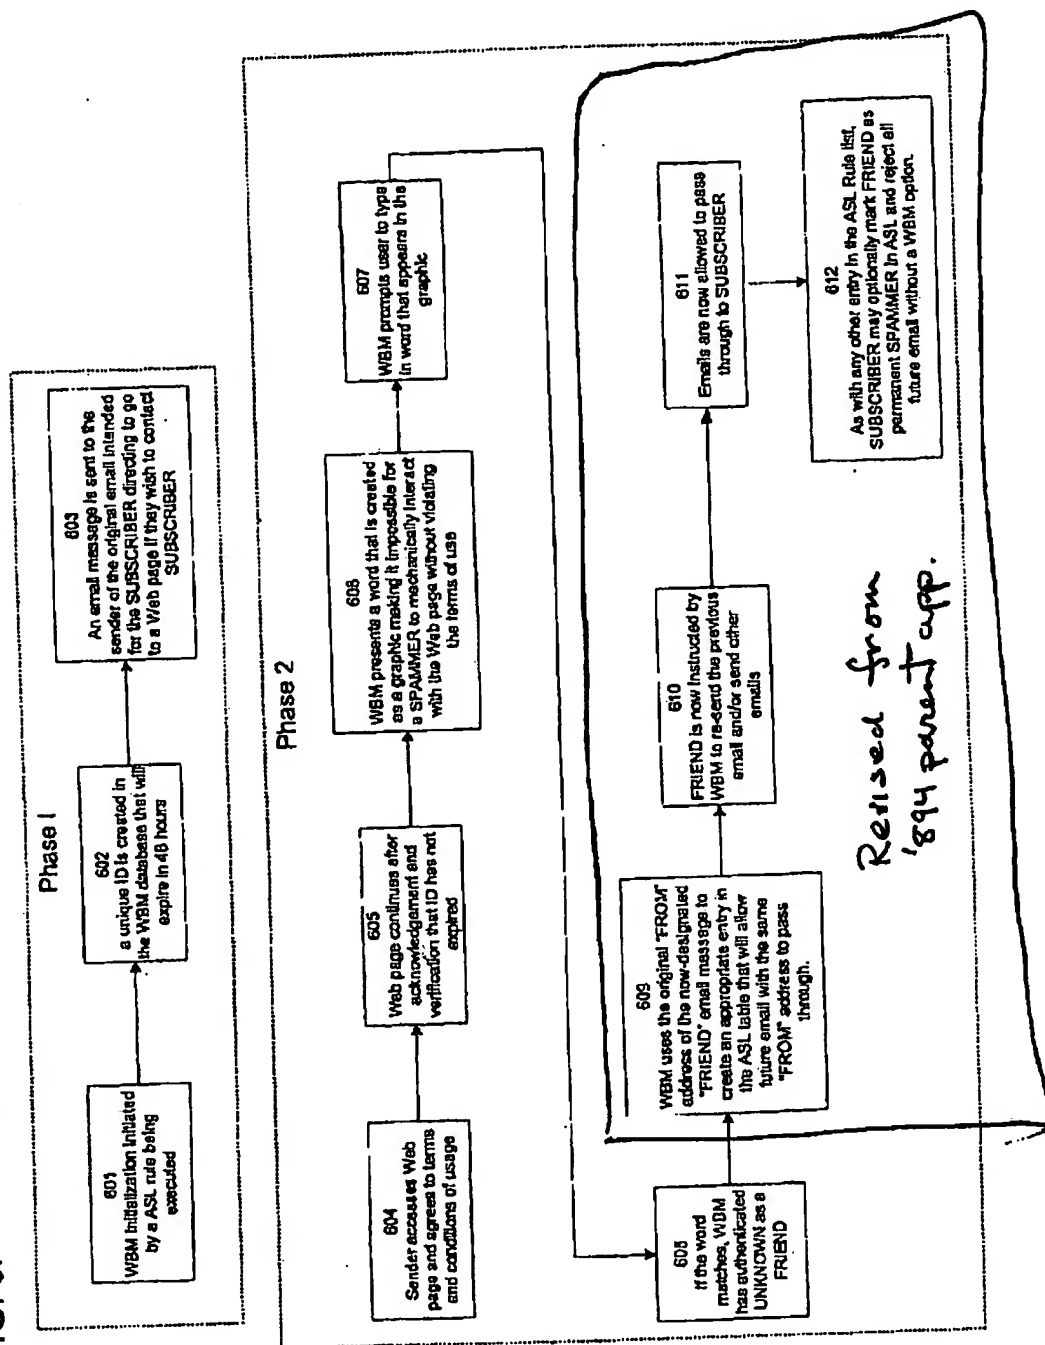 Phase I
601
WBM Initialization Initiated
by a ASL rule being
executed
602
a unique ID is created in
the WBM database that will
expire in 48 hours
603
An email message is sent to the
sender of the original email intended
for the SUBSCRIBER directing to go
to a Web page if they wish to contact
SUBSCRIBER
Phase 2
604
Sender accesses Web
page and agrees to terms
and conditions of usage
605
Web page continues after
acknowledgement and
verification that ID has not
expired
606
WBM presents a word that is created
as a graphic making it impossible for
a SPAMMER to mechanically interact
with the Web page without violating
the terms of use
607
WBM prompts user to type
in word that appears in the
graphic
608
If the word
matches, WBM
has authenticated
UNKNOWN as a
FRIEND
609
WBM uses the original "FROM"
address of the now-designated
"FRIEND" email message to
create an appropriate entry in
the ASL table that will allow
future email with the same
"FROM" address to pass
through.
610
FRIEND is now instructed by
WBM to re-send the previous
email and/or send other
emails
611
Emails are now allowed to pass
through to SUBSCRIBER
612
As with any other entry in the ASL Rule list,
SUBSCRIBER may optionally mark FRIEND as
permanent SPAMMER in ASL and reject all
future email without a WBM option.
Revised from
'894 parent app.